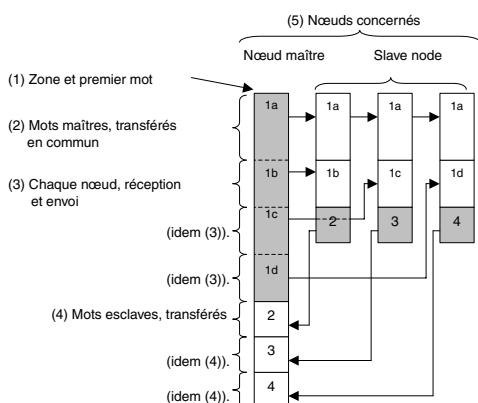 (5) Nœuds concernés
Nœud maître
Slave node
(1) Zone et premier mot
(2) Mots maîtres, transférés
en commun
(3) Chaque nœud, réception
et envoi
(idem (3)).
(idem (3)).
(4) Mots esclaves, transférés
(idem (4)).
(idem (4)).
1a
1a
1a
1a
1b
1b
1c
1d
1c
2
3
4
1d
2
3
4